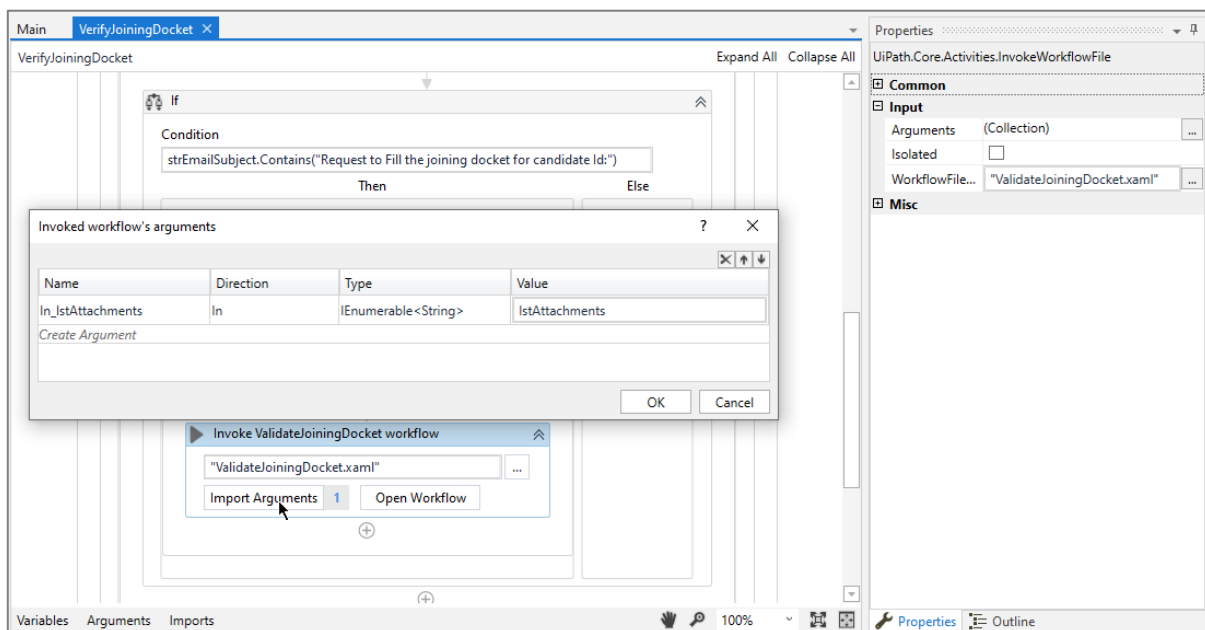 Main
VerifyJoiningDocket ×
VerifyJoiningDocket
Expand All Collapse All
If
Condition
strEmailSubject.Contains("Request to Fill the joining docket for candidate Id:")
Then Else
Invoked workflow's arguments ?
Name Direction Type Value
In_lstAttachments In IEnumerable<String> lstAttachments
Create Argument
OK Cancel
Invoke ValidateJoiningDocket workflow
"ValidateJoiningDocket.xaml" ...
Import Arguments 1 Open Workflow
Variables Arguments Imports 100%
Properties
UiPath.Core.Activities.InvokeWorkflowFile
Common
Input
Arguments (Collection) ...
Isolated
WorkflowFile... "ValidateJoiningDocket.xaml" ...
Misc
Properties Outline